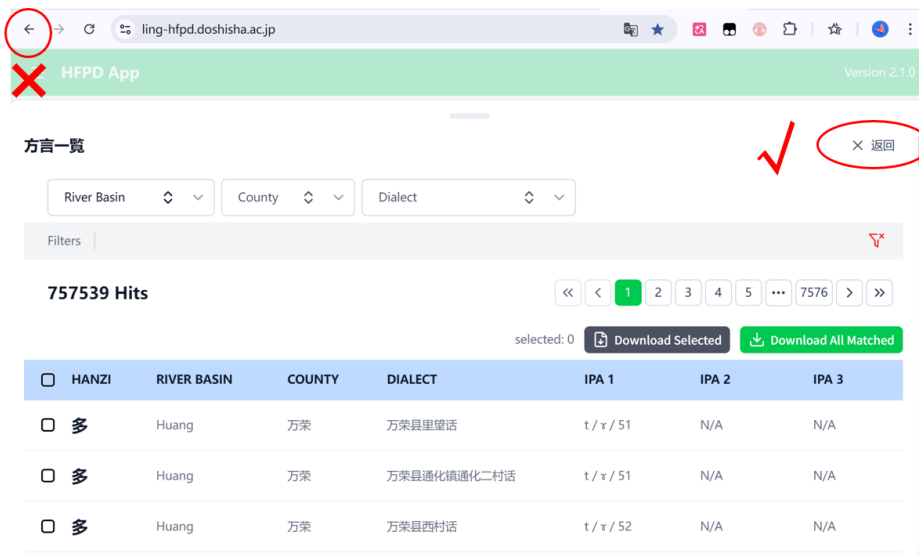 ling-hfpd.doshisha.ac.jp
HFPD App Version 2.1.0
方言一覧 返回
River Basin County Dialect
Filters
757539 Hits 1 2 3 4 5 ••• 7576
selected: 0 Download Selected Download All Matched
HANZI RIVER BASIN COUNTY DIALECT IPA 1 IPA 2 IPA 3
多 Huang 万荣 万荣县里望话 t / ɤ / 51 N/A N/A
多 Huang 万荣 万荣县通化镇通化二村话 t / ɤ / 51 N/A N/A
多 Huang 万荣 万荣县西村话 t / ɤ / 52 N/A N/A